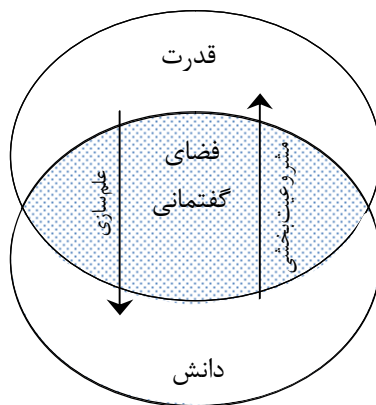 قدرت
فضای
گفتمانی
مشروعیت‌بخشی
علم‌سازی
دانش